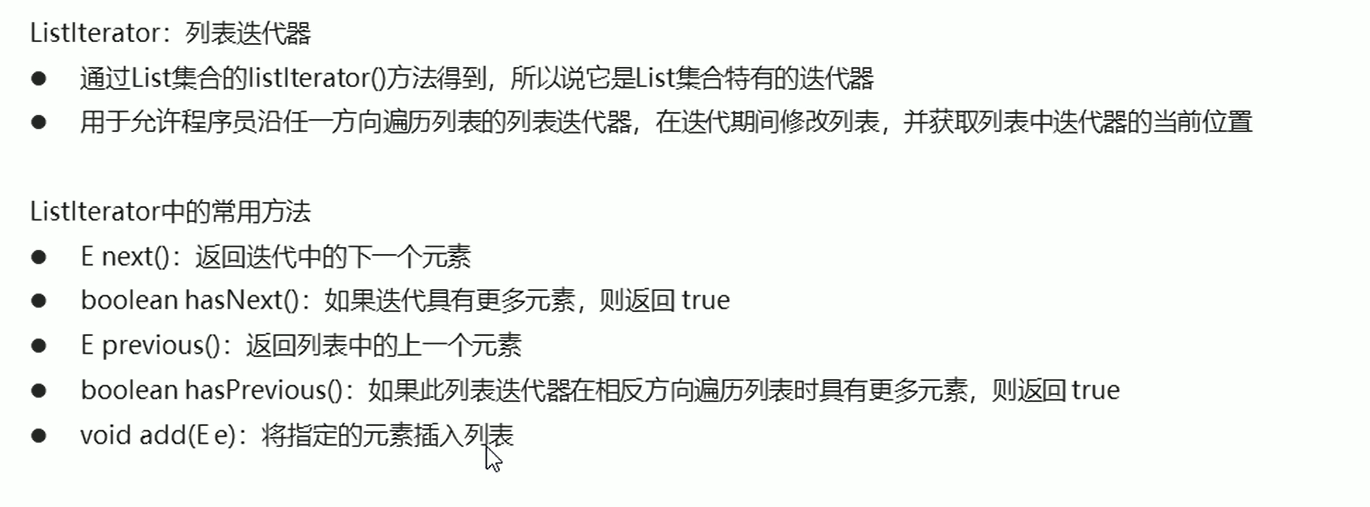 ListIterator：列表迭代器
● 通过List集合的listIterator()方法得到，所以说它是List集合特有的迭代器
● 用于允许程序员沿任一方向遍历列表的列表迭代器，在迭代期间修改列表，并获取列表中迭代器的当前位置
ListIterator中的常用方法
● E next()：返回迭代中的下一个元素
● boolean hasNext()：如果迭代具有更多元素，则返回 true
● E previous()：返回列表中的上一个元素
● boolean hasPrevious()：如果此列表迭代器在相反方向遍历列表时具有更多元素，则返回 true
● void add(E e)：将指定的元素插入列表